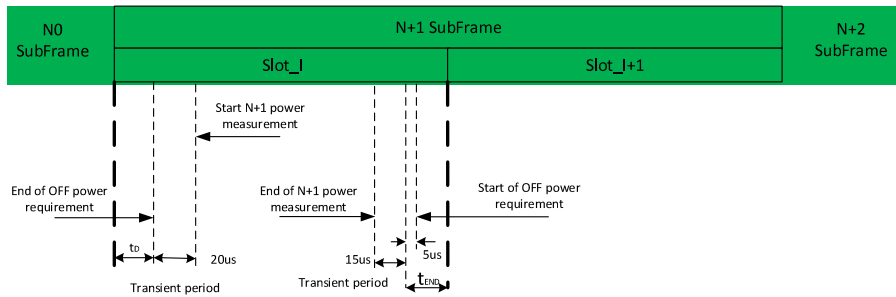 N0
SubFrame
N+1 SubFrame
N+2
SubFrame
Slot_I
Slot_I+1
Start N+1 power
measurement
End of OFF power
requirement
End of N+1 power
measurement
Start of OFF power
requirement
tD
20us
15us
5us
Transient period
Transient period
tEND